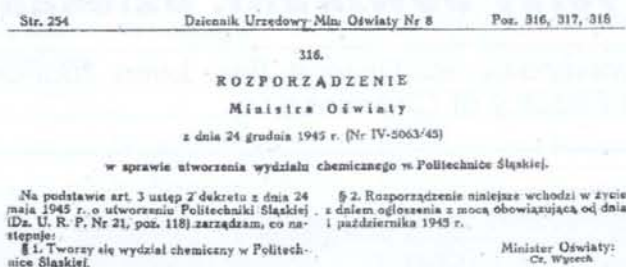 Str. 254 Dziennik Urzędowy Min. Oświaty Nr 8 Poz. 316, 317, 318
316.
ROZPORZĄDZENIE
Ministra Oświaty
z dnia 24 grudnia 1945 r. (Nr IV-5063/45)
w sprawie utworzenia wydziału chemicznego w Politechnice Śląskiej.
Na podstawie art. 3 ustęp 2 dekretu z dnia 24
maja 1945 r. o utworzeniu Politechniki Śląskiej
(Dz. U. R. P. Nr 21, poz. 118) zarządzam, co na-
stępuje:
§ 1. Tworzy się wydział chemiczny w Politech-
nice Śląskiej.
§ 2. Rozporządzenie niniejsze wchodzi w życie
z dniem ogłoszenia z mocą obowiązującą od dnia
1 października 1945 r.
Minister Oświaty:
Cz. Wycech